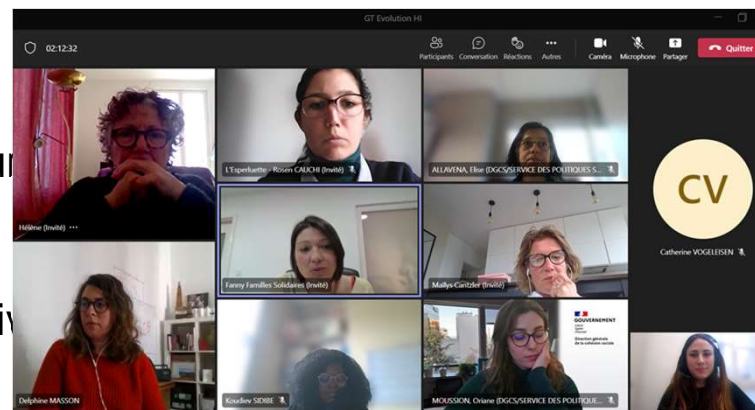 GT Evolution HI
02:12:32
Participants Conversation Réactions Autres Caméra Microphone Partager Quitter
Hélène (Invité)
L'Esperluette - Rosen CAUCHI (Invité)
ALLAVENA, Elise (DGCS/SERVICE DES POLITIQUES S...
CV
Catherine VOGELEISEN
Fanny Familles Solidaires (Invité)
Maïlys Cantzler (Invité)
GOUVERNEMENT
Direction générale
de la cohésion sociale
Delphine MASSON
Koudiev SIDIBE
MOUSSION, Oriane (DGCS/SERVICE DES POLITIQUE...